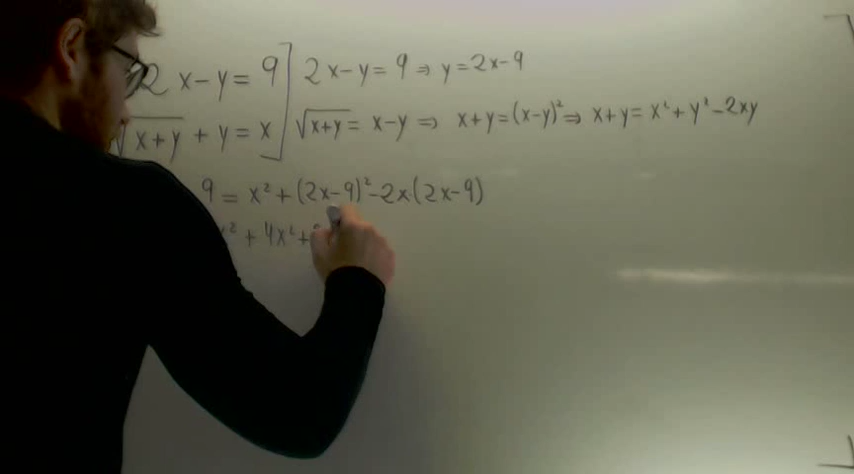 2x-y=9] 2x-y=9 ⇒ y=2x-9
√x+y + y = x] √x+y = x-y ⇒ x+y=(x-y)² ⇒ x+y=x²+y²-2xy
9 = x²+(2x-9)²-2x(2x-9)
² + 4x²+